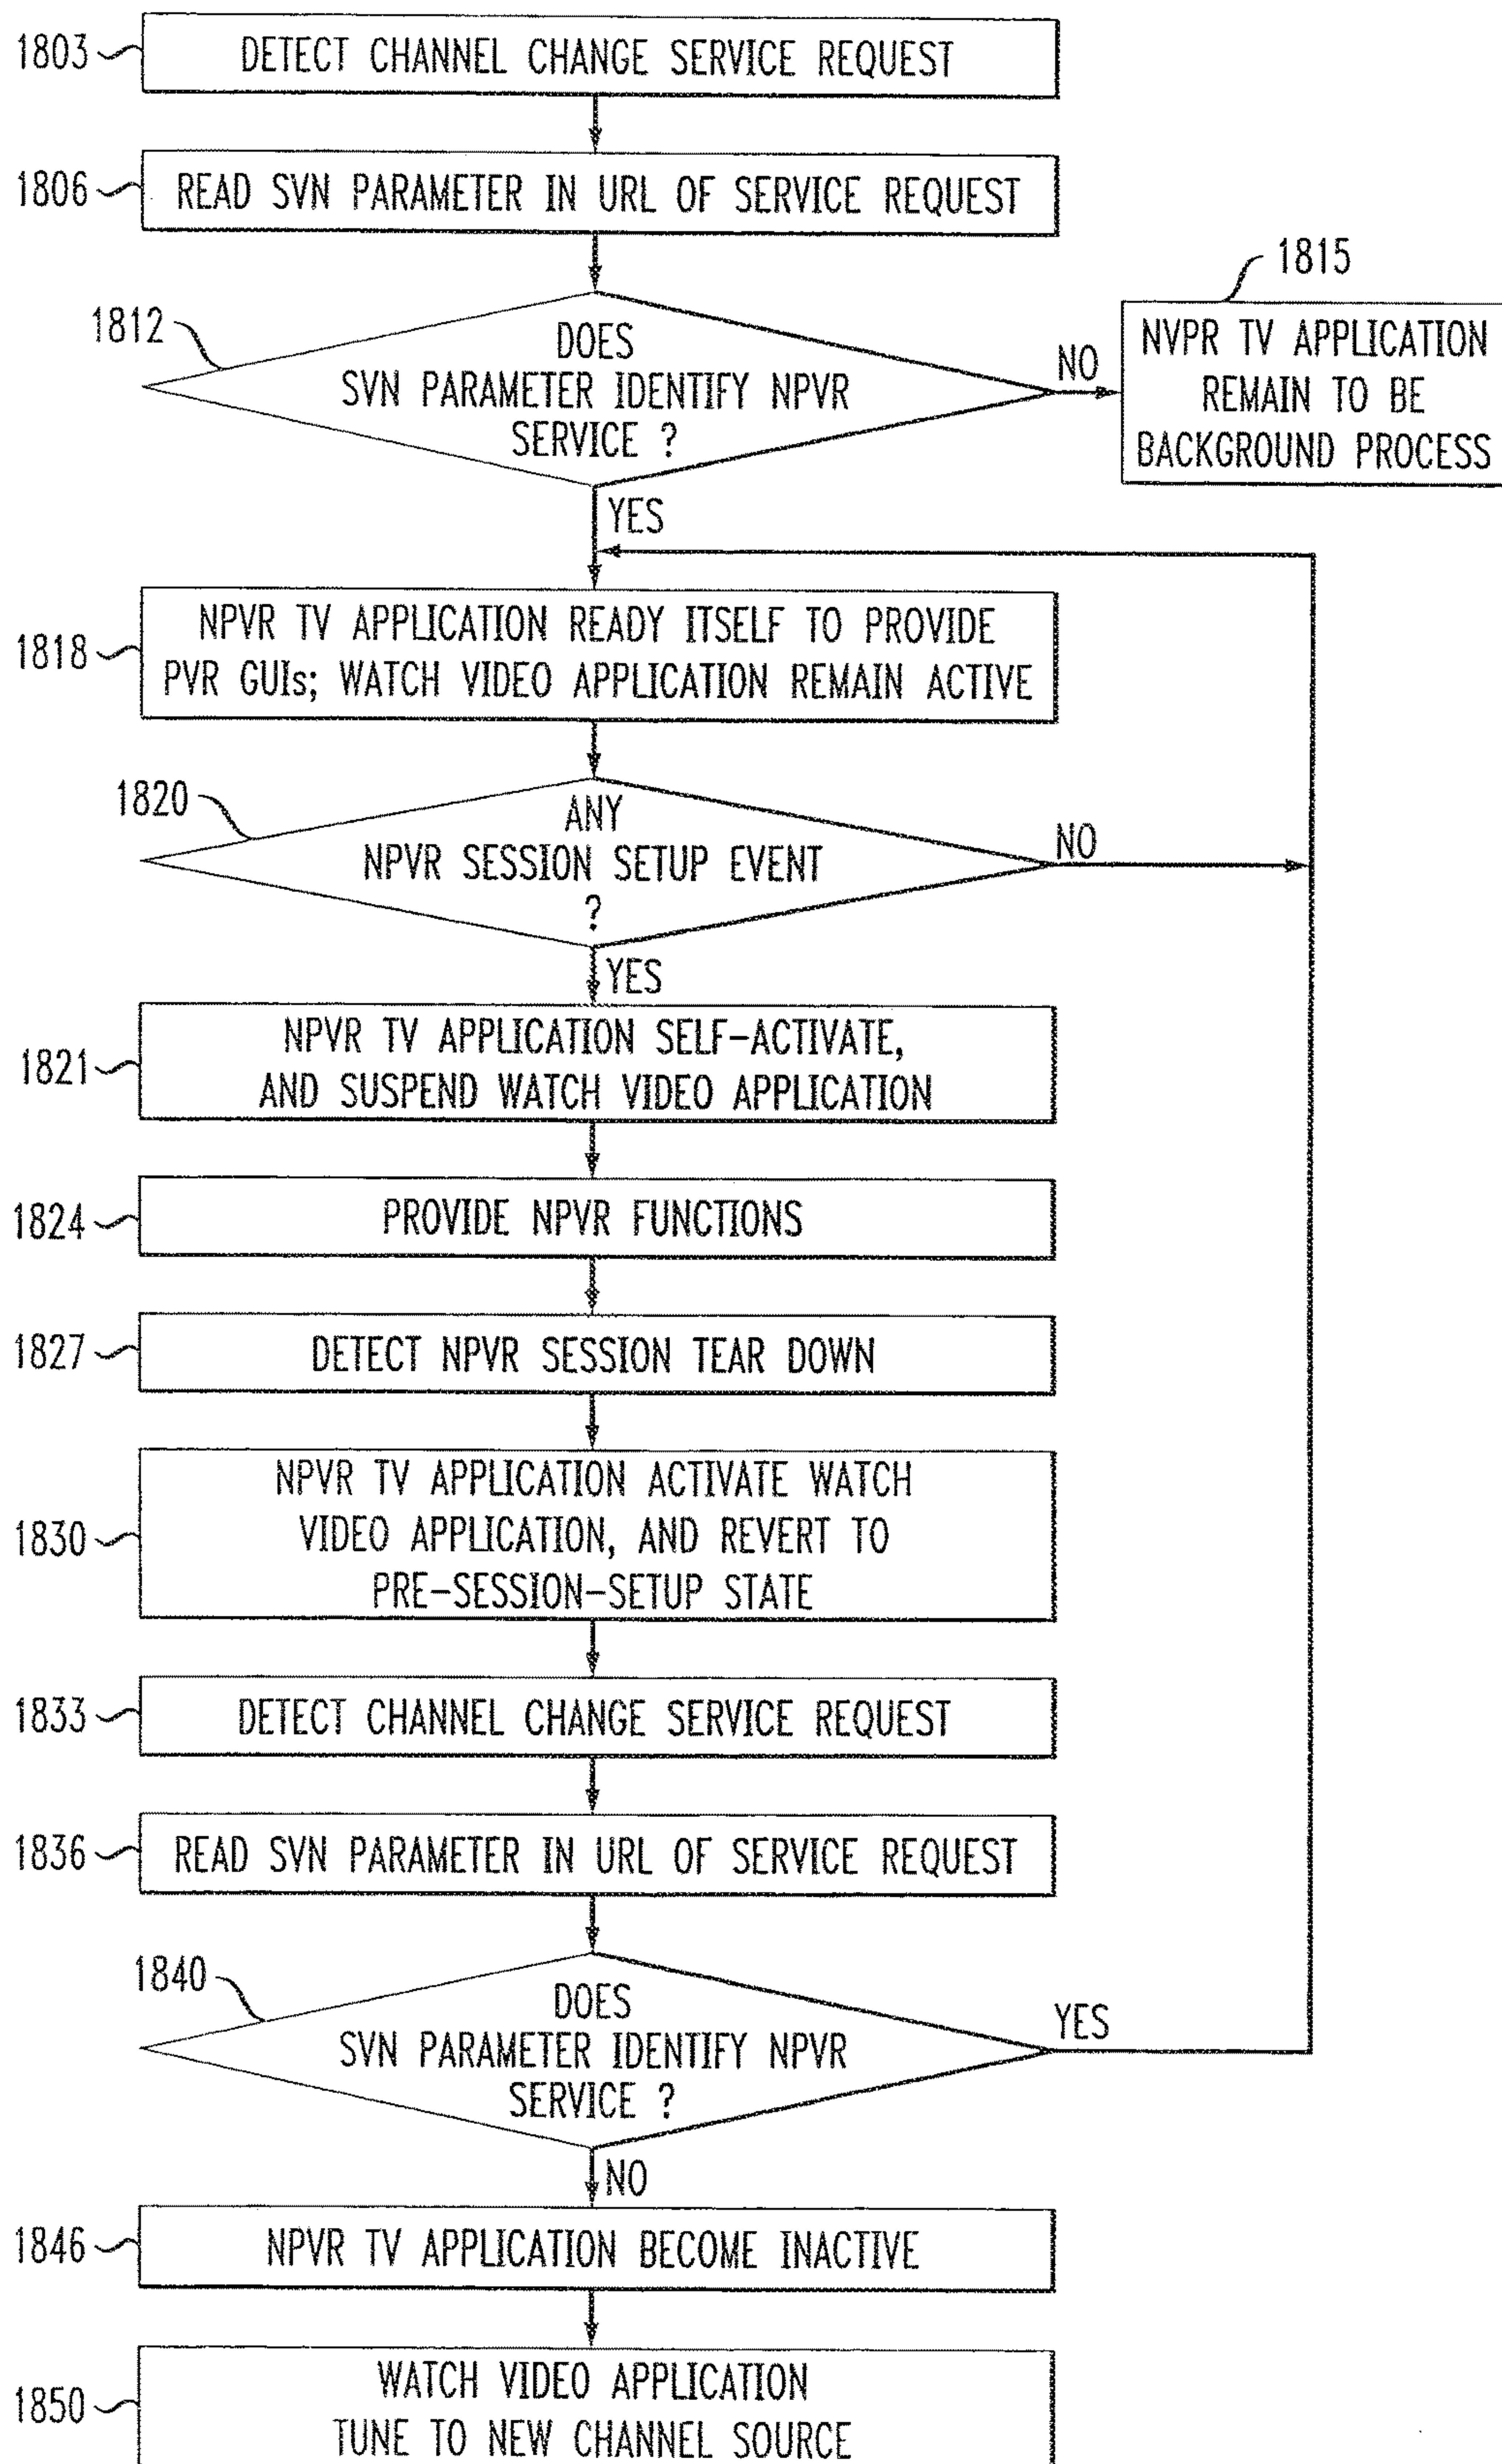 1803
DETECT CHANNEL CHANGE SERVICE REQUEST
1806
READ SVN PARAMETER IN URL OF SERVICE REQUEST
1812
DOES
SVN PARAMETER IDENTIFY NPVR
SERVICE ?
NO
1815
NVPR TV APPLICATION
REMAIN TO BE
BACKGROUND PROCESS
YES
1818
NPVR TV APPLICATION READY ITSELF TO PROVIDE
PVR GUIs; WATCH VIDEO APPLICATION REMAIN ACTIVE
1820
ANY
NPVR SESSION SETUP EVENT
?
NO
YES
1821
NPVR TV APPLICATION SELF-ACTIVATE,
AND SUSPEND WATCH VIDEO APPLICATION
1824
PROVIDE NPVR FUNCTIONS
1827
DETECT NPVR SESSION TEAR DOWN
1830
NPVR TV APPLICATION ACTIVATE WATCH
VIDEO APPLICATION, AND REVERT TO
PRE-SESSION-SETUP STATE
1833
DETECT CHANNEL CHANGE SERVICE REQUEST
1836
READ SVN PARAMETER IN URL OF SERVICE REQUEST
1840
DOES
SVN PARAMETER IDENTIFY NPVR
SERVICE ?
YES
NO
1846
NPVR TV APPLICATION BECOME INACTIVE
1850
WATCH VIDEO APPLICATION
TUNE TO NEW CHANNEL SOURCE